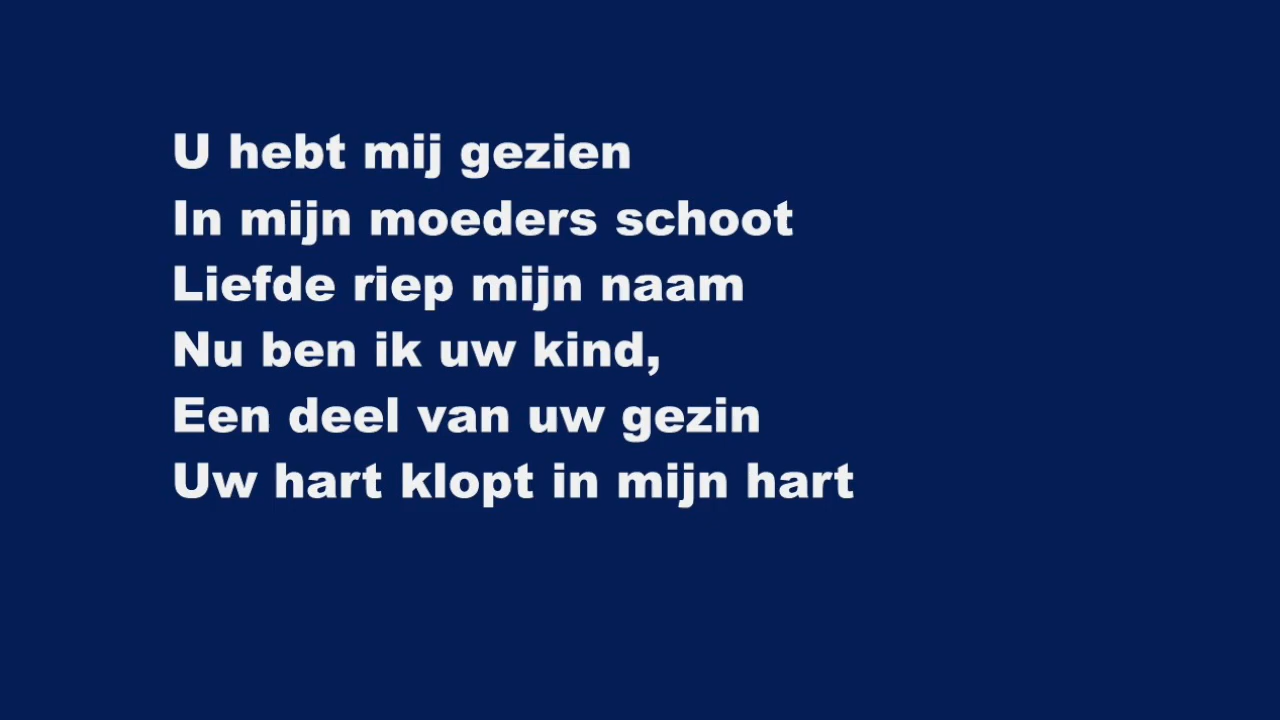 U hebt mij gezien
In mijn moeders schoot
Liefde riep mijn naam
Nu ben ik uw kind,
Een deel van uw gezin
Uw hart klopt in mijn hart